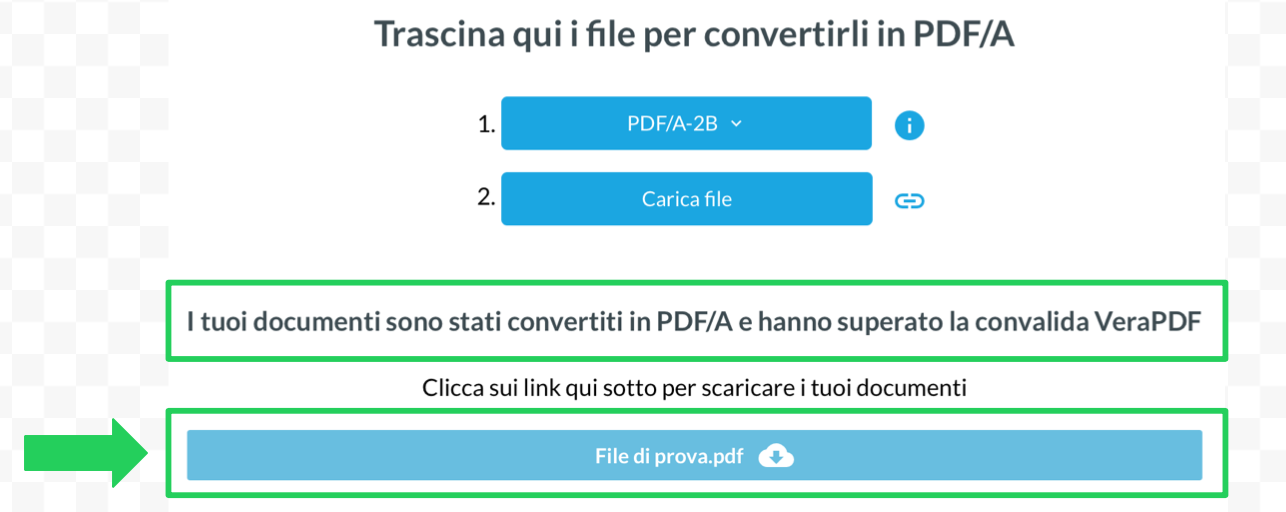 Trascina qui i file per convertirli in PDF/A
1. PDF/A-2B
2. Carica file
I tuoi documenti sono stati convertiti in PDF/A e hanno superato la convalida VeraPDF
Clicca sui link qui sotto per scaricare i tuoi documenti
File di prova.pdf